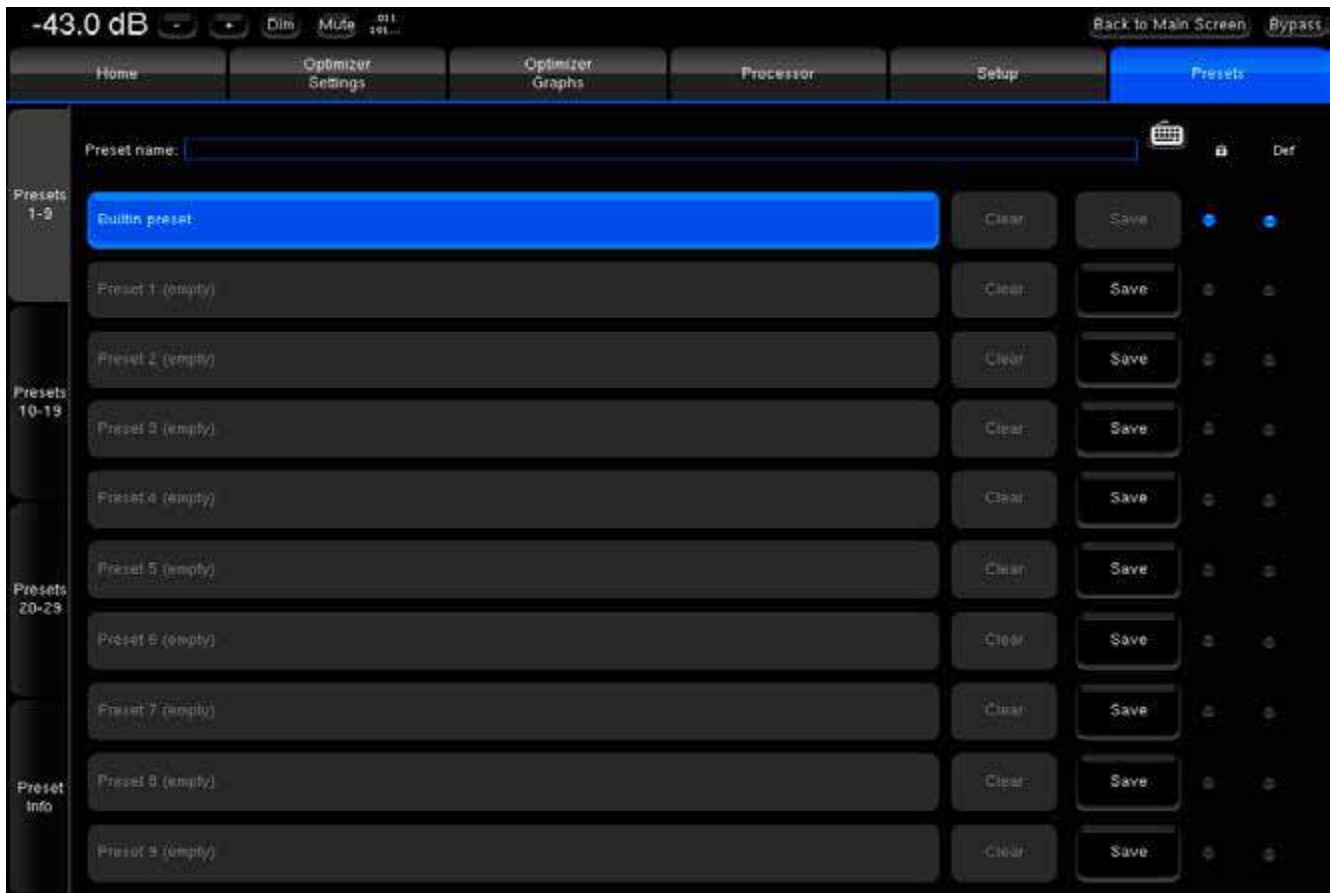 -43.0 dB - + Dim Mute .011 101... Back to Main Screen Bypass
Home Optimizer Settings Optimizer Graphs Processor Setup Presets
Preset name: Def
Presets 1-9
Builtin preset Clear Save
Preset 1 (empty) Clear Save
Preset 2 (empty) Clear Save
Presets 10-19
Preset 3 (empty) Clear Save
Preset 4 (empty) Clear Save
Preset 5 (empty) Clear Save
Presets 20-29
Preset 6 (empty) Clear Save
Preset 7 (empty) Clear Save
Preset Info
Preset 8 (empty) Clear Save
Preset 9 (empty) Clear Save